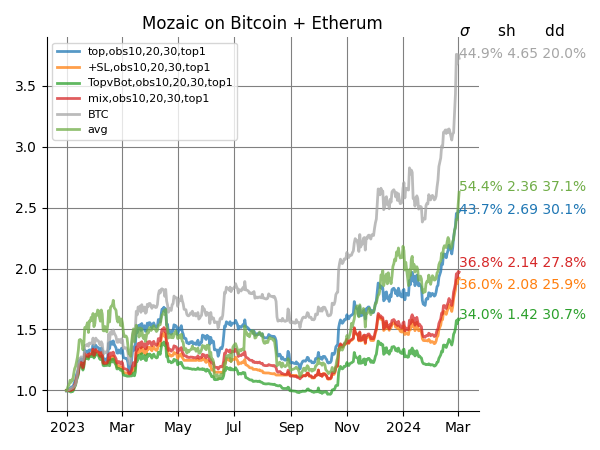 Mozaic on Bitcoin + Etherum
σ sh dd
top,obs10,20,30,top1
+SL,obs10,20,30,top1
TopvBot,obs10,20,30,top1
mix,obs10,20,30,top1
BTC
avg
44.9% 4.65 20.0%
54.4% 2.36 37.1%
43.7% 2.69 30.1%
36.8% 2.14 27.8%
36.0% 2.08 25.9%
34.0% 1.42 30.7%
3.5
3.0
2.5
2.0
1.5
1.0
2023 Mar May Jul Sep Nov 2024 Mar